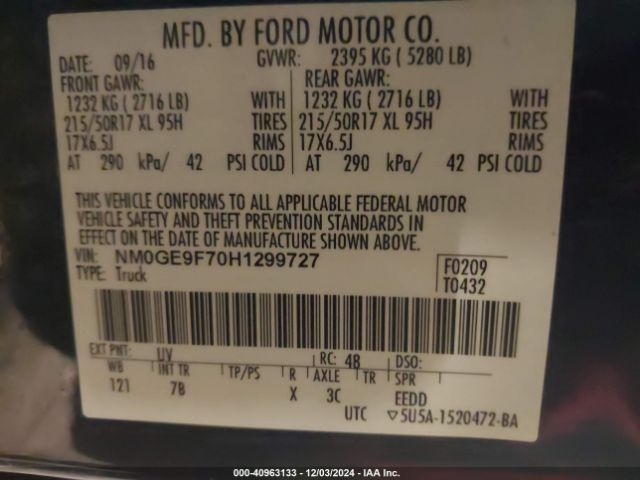 MFD. BY FORD MOTOR CO.
DATE: 09/16 GVWR: 2395 KG ( 5280 LB)
FRONT GAWR: REAR GAWR:
1232 KG ( 2716 LB) WITH 1232 KG ( 2716 LB) WITH
215/50R17 XL 95H TIRES 215/50R17 XL 95H TIRES
17X6.5J RIMS 17X6.5J RIMS
AT 290 kPa/ 42 PSI COLD AT 290 kPa/ 42 PSI COLD
THIS VEHICLE CONFORMS TO ALL APPLICABLE FEDERAL MOTOR
VEHICLE SAFETY AND THEFT PREVENTION STANDARDS IN
EFFECT ON THE DATE OF MANUFACTURE SHOWN ABOVE.
VIN: NM0GE9F70H1299727 F0209
TYPE: Truck T0432
EXT PNT: UV RC: 48 DSO:
WB INT TR TP/PS R AXLE TR SPR
121 7B X 3C EEDD
UTC ▽5U5A-1520472-BA
000-40963133 - 12/03/2024 - IAA Inc.